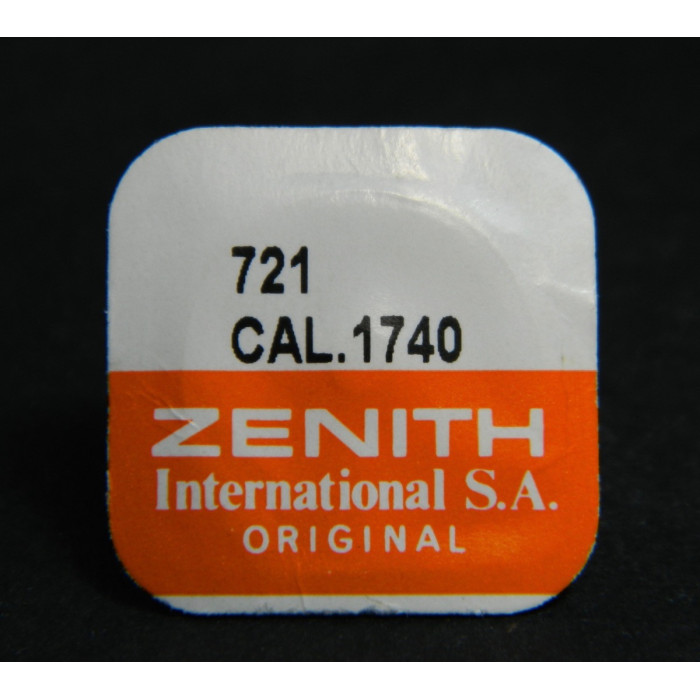 721
CAL.1740
ZENITH
International S.A.
ORIGINAL